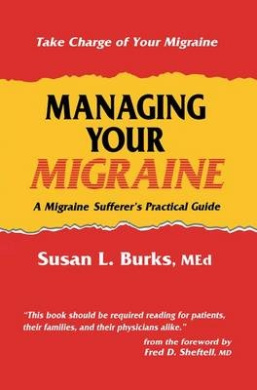 Take Charge of Your Migraine
MANAGING
YOUR
MIGRAINE
A Migraine Sufferer's Practical Guide
Susan L. Burks, MEd
"This book should be required reading for patients,
their families, and their physicians alike."
from the foreword by
Fred D. Sheftell, MD